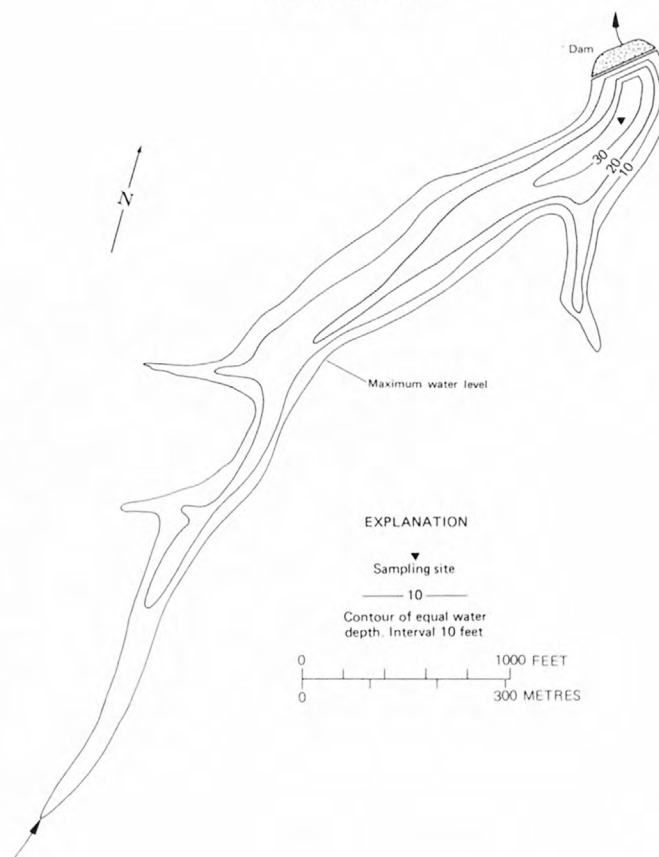 Dam
N
30
20
10
Maximum water level
EXPLANATION
Sampling site
10
Contour of equal water
depth. Interval 10 feet
0 1000 FEET
0 300 METRES